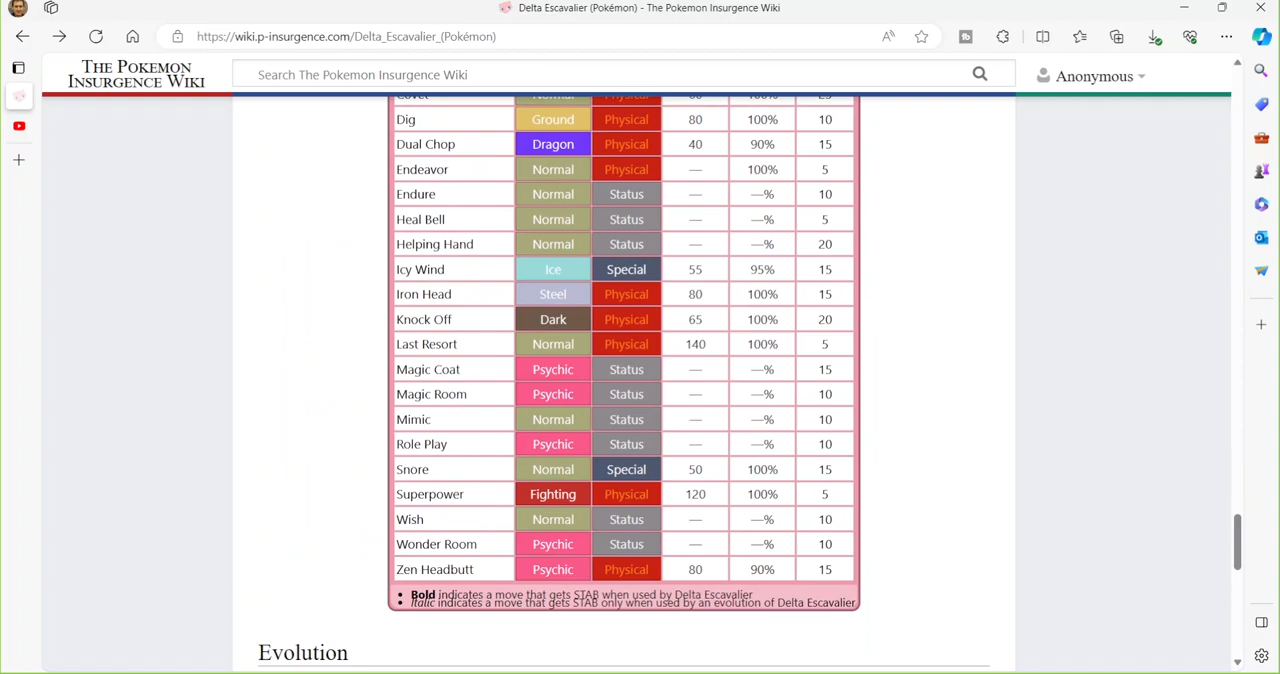 Delta Escavalier (Pokémon) - The Pokemon Insurgence Wiki
https://wiki.p-insurgence.com/Delta_Escavalier_(Pokémon)
THE POKEMON
INSURGENCE WIKI
Search The Pokemon Insurgence Wiki
Anonymous
Covet Normal Physical 60 100% 25
Dig Ground Physical 80 100% 10
Dual Chop Dragon Physical 40 90% 15
Endeavor Normal Physical — 100% 5
Endure Normal Status — —% 10
Heal Bell Normal Status — —% 5
Helping Hand Normal Status — —% 20
Icy Wind Ice Special 55 95% 15
Iron Head Steel Physical 80 100% 15
Knock Off Dark Physical 65 100% 20
Last Resort Normal Physical 140 100% 5
Magic Coat Psychic Status — —% 15
Magic Room Psychic Status — —% 10
Mimic Normal Status — —% 10
Role Play Psychic Status — —% 10
Snore Normal Special 50 100% 15
Superpower Fighting Physical 120 100% 5
Wish Normal Status — —% 10
Wonder Room Psychic Status — —% 10
Zen Headbutt Psychic Physical 80 90% 15
• Bold indicates a move that gets STAB when used by Delta Escavalier
• Italic indicates a move that gets STAB only when used by an evolution of Delta Escavalier
Evolution